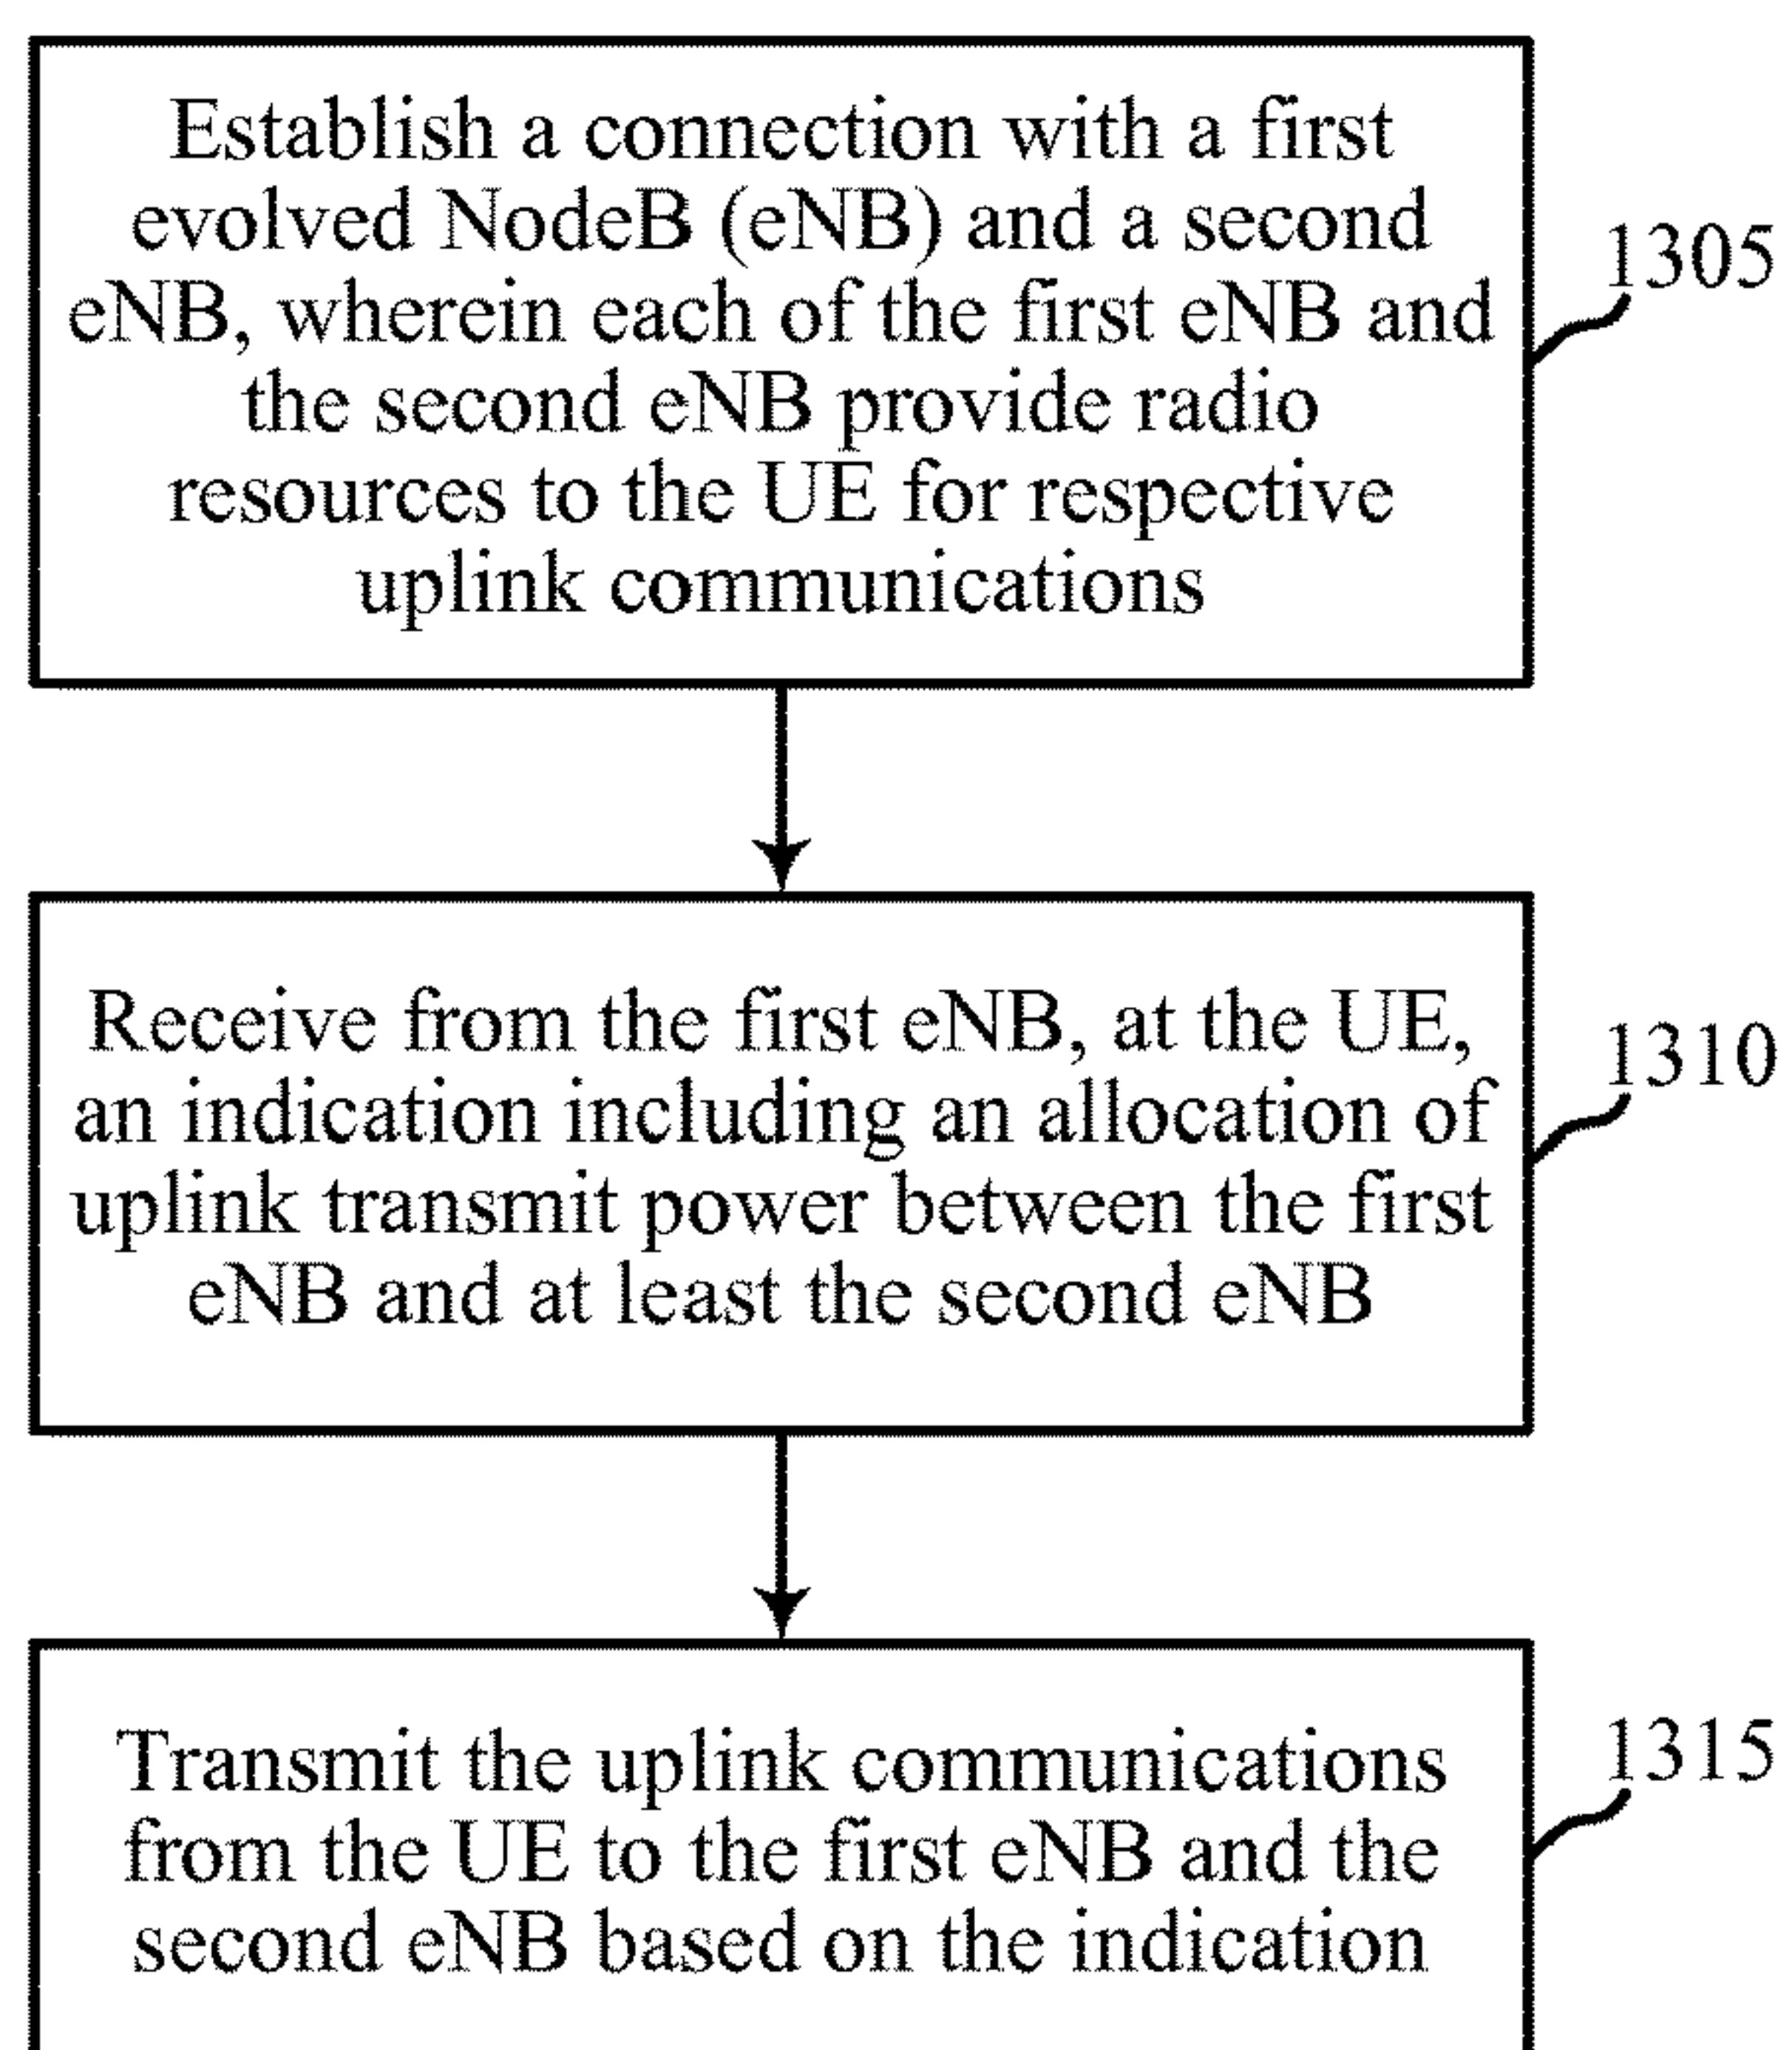 Establish a connection with a first
evolved NodeB (eNB) and a second
eNB, wherein each of the first eNB and
the second eNB provide radio
resources to the UE for respective
uplink communications
1305
Receive from the first eNB, at the UE,
an indication including an allocation of
uplink transmit power between the first
eNB and at least the second eNB
1310
Transmit the uplink communications
from the UE to the first eNB and the
second eNB based on the indication
1315